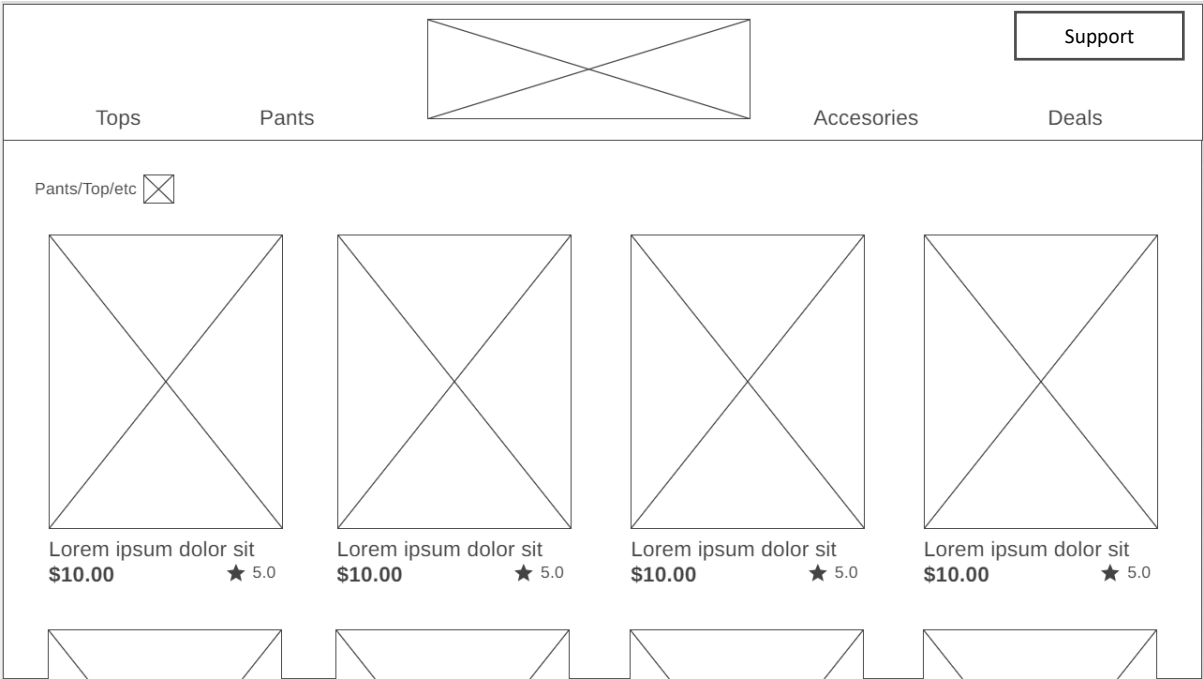 Support
Tops Pants Accesories Deals
Pants/Top/etc
Lorem ipsum dolor sit Lorem ipsum dolor sit Lorem ipsum dolor sit Lorem ipsum dolor sit
$10.00 ★ 5.0 $10.00 ★ 5.0 $10.00 ★ 5.0 $10.00 ★ 5.0